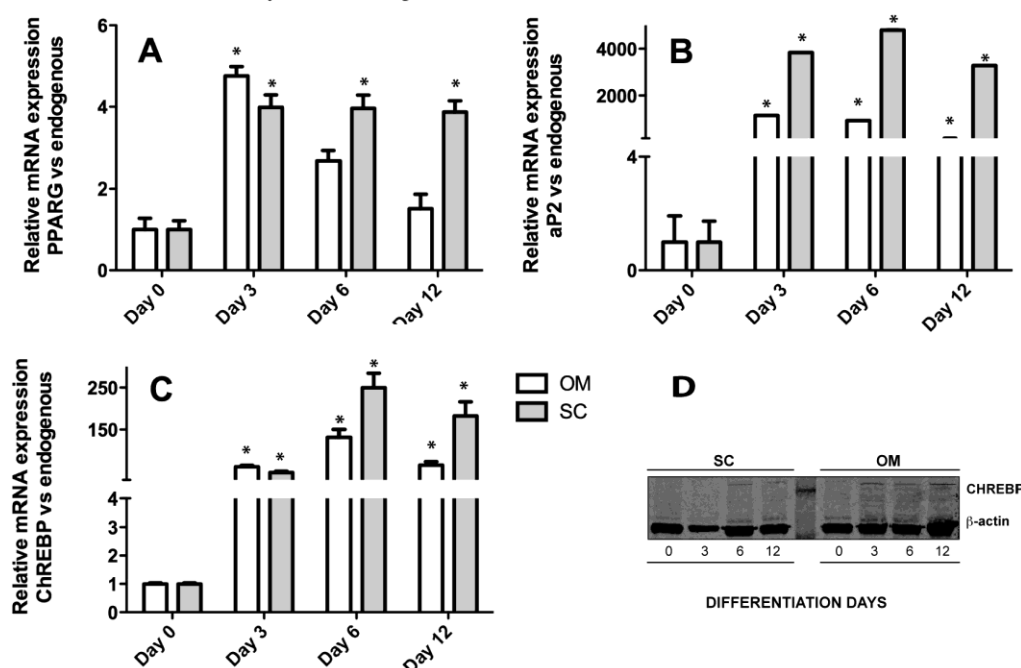 A
Relative mRNA expression
PPARG vs endogenous
6
4
2
0
*
*
*
*
Day 0
Day 3
Day 6
Day 12
B
Relative mRNA expression
aP2 vs endogenous
4000
2000
4
0
*
*
*
*
*
*
Day 0
Day 3
Day 6
Day 12
C
Relative mRNA expression
ChREBP vs endogenous
250
150
4
3
2
1
0
*
*
*
*
*
*
Day 0
Day 3
Day 6
Day 12
OM
SC
D
SC OM
CHREBP
β-actin
0 3 6 12 0 3 6 12
DIFFERENTIATION DAYS